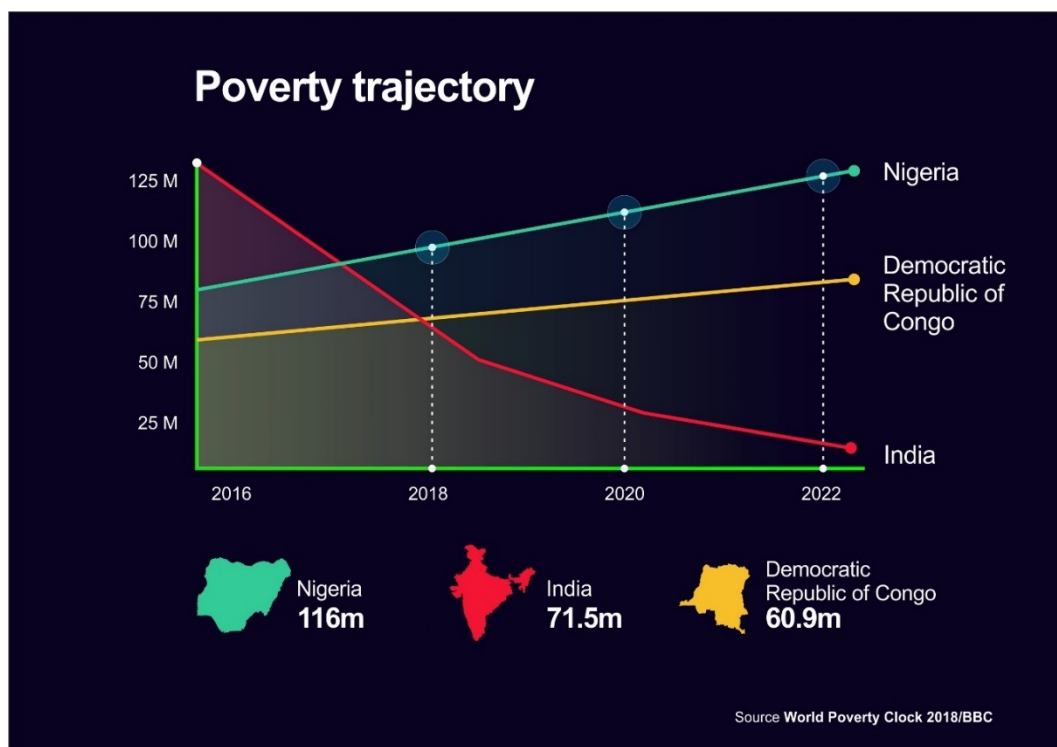 Poverty trajectory
125 M
100 M
75 M
50 M
25 M
Nigeria
Democratic
Republic of
Congo
India
2016
2018
2020
2022
Nigeria
116m
India
71.5m
Democratic
Republic of Congo
60.9m
Source World Poverty Clock 2018/BBC